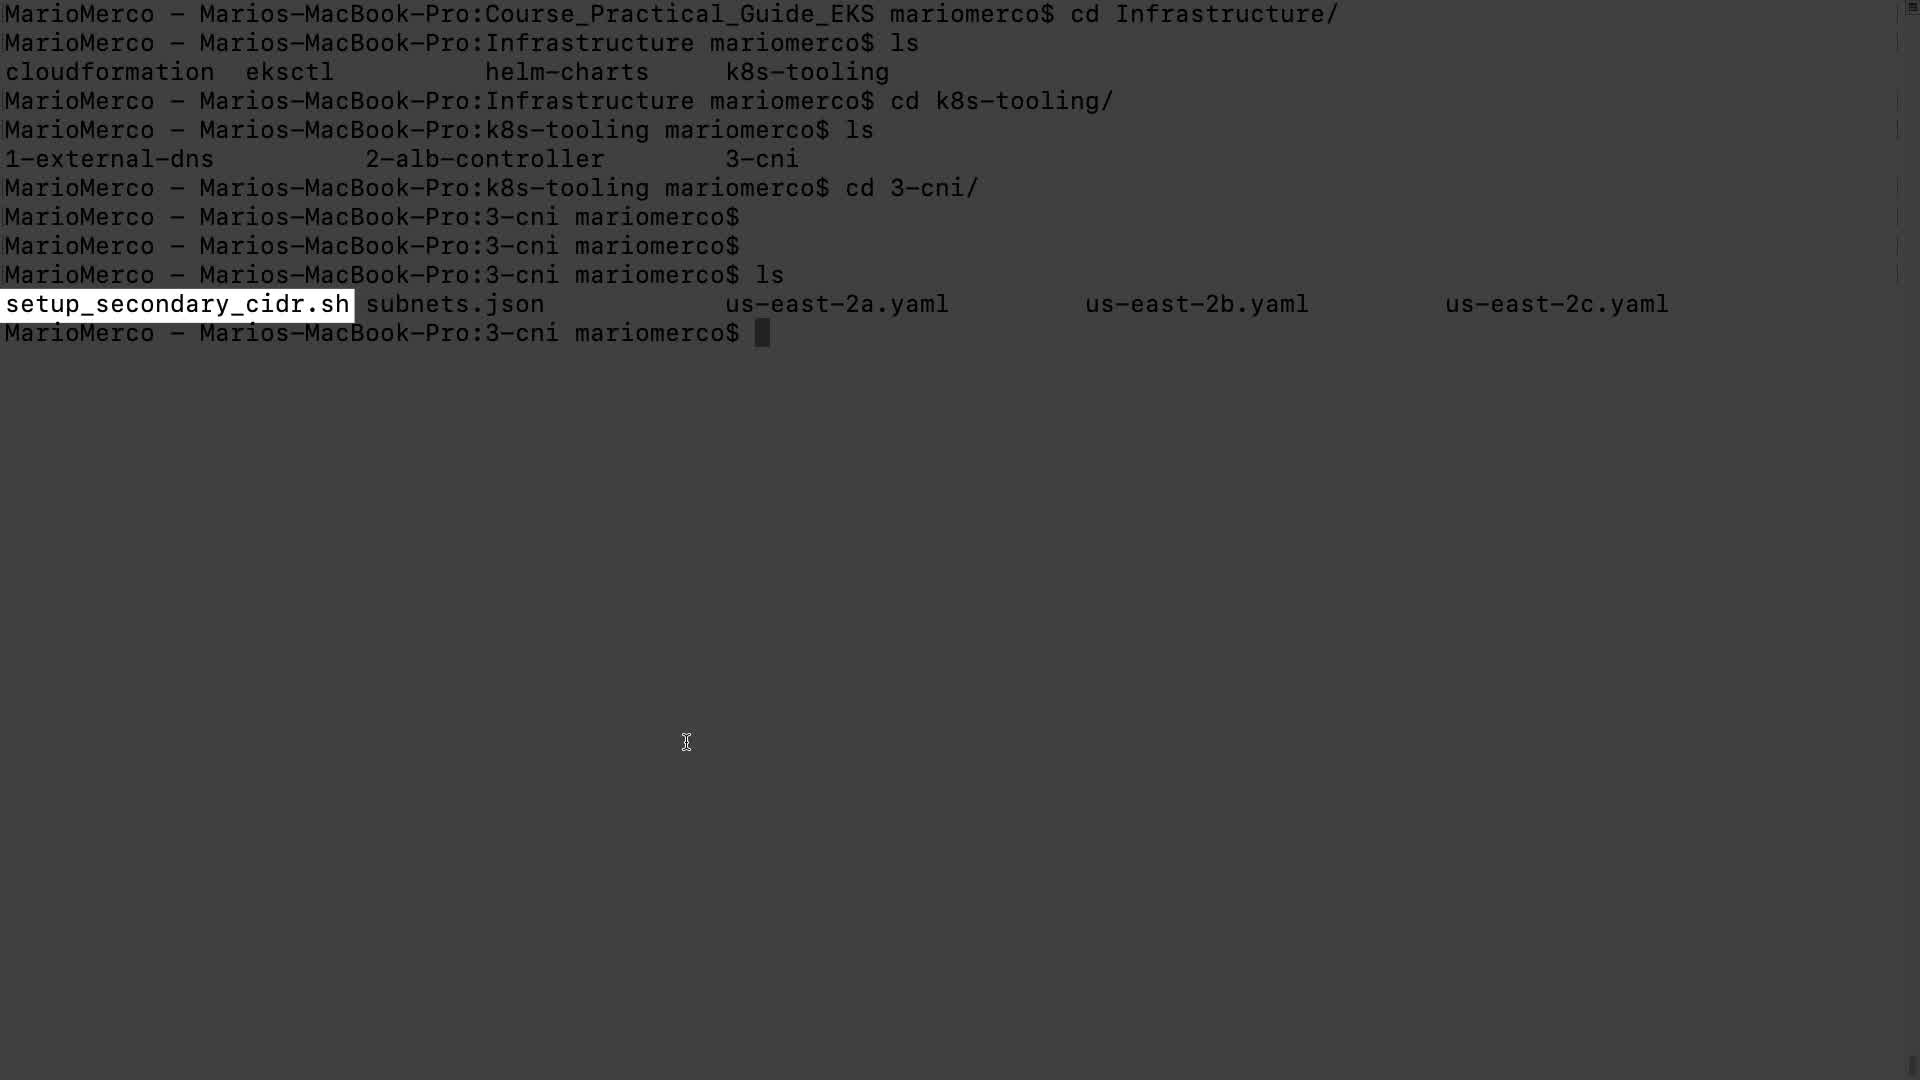 MarioMerco - Marios-MacBook-Pro:Course_Practical_Guide_EKS mariomerco$ cd Infrastructure/
MarioMerco - Marios-MacBook-Pro:Infrastructure mariomerco$ ls
cloudformation eksctl helm-charts k8s-tooling
MarioMerco - Marios-MacBook-Pro:Infrastructure mariomerco$ cd k8s-tooling/
MarioMerco - Marios-MacBook-Pro:k8s-tooling mariomerco$ ls
1-external-dns 2-alb-controller 3-cni
MarioMerco - Marios-MacBook-Pro:k8s-tooling mariomerco$ cd 3-cni/
MarioMerco - Marios-MacBook-Pro:3-cni mariomerco$
MarioMerco - Marios-MacBook-Pro:3-cni mariomerco$
MarioMerco - Marios-MacBook-Pro:3-cni mariomerco$ ls
setup_secondary_cidr.sh subnets.json us-east-2a.yaml us-east-2b.yaml us-east-2c.yaml
MarioMerco - Marios-MacBook-Pro:3-cni mariomerco$